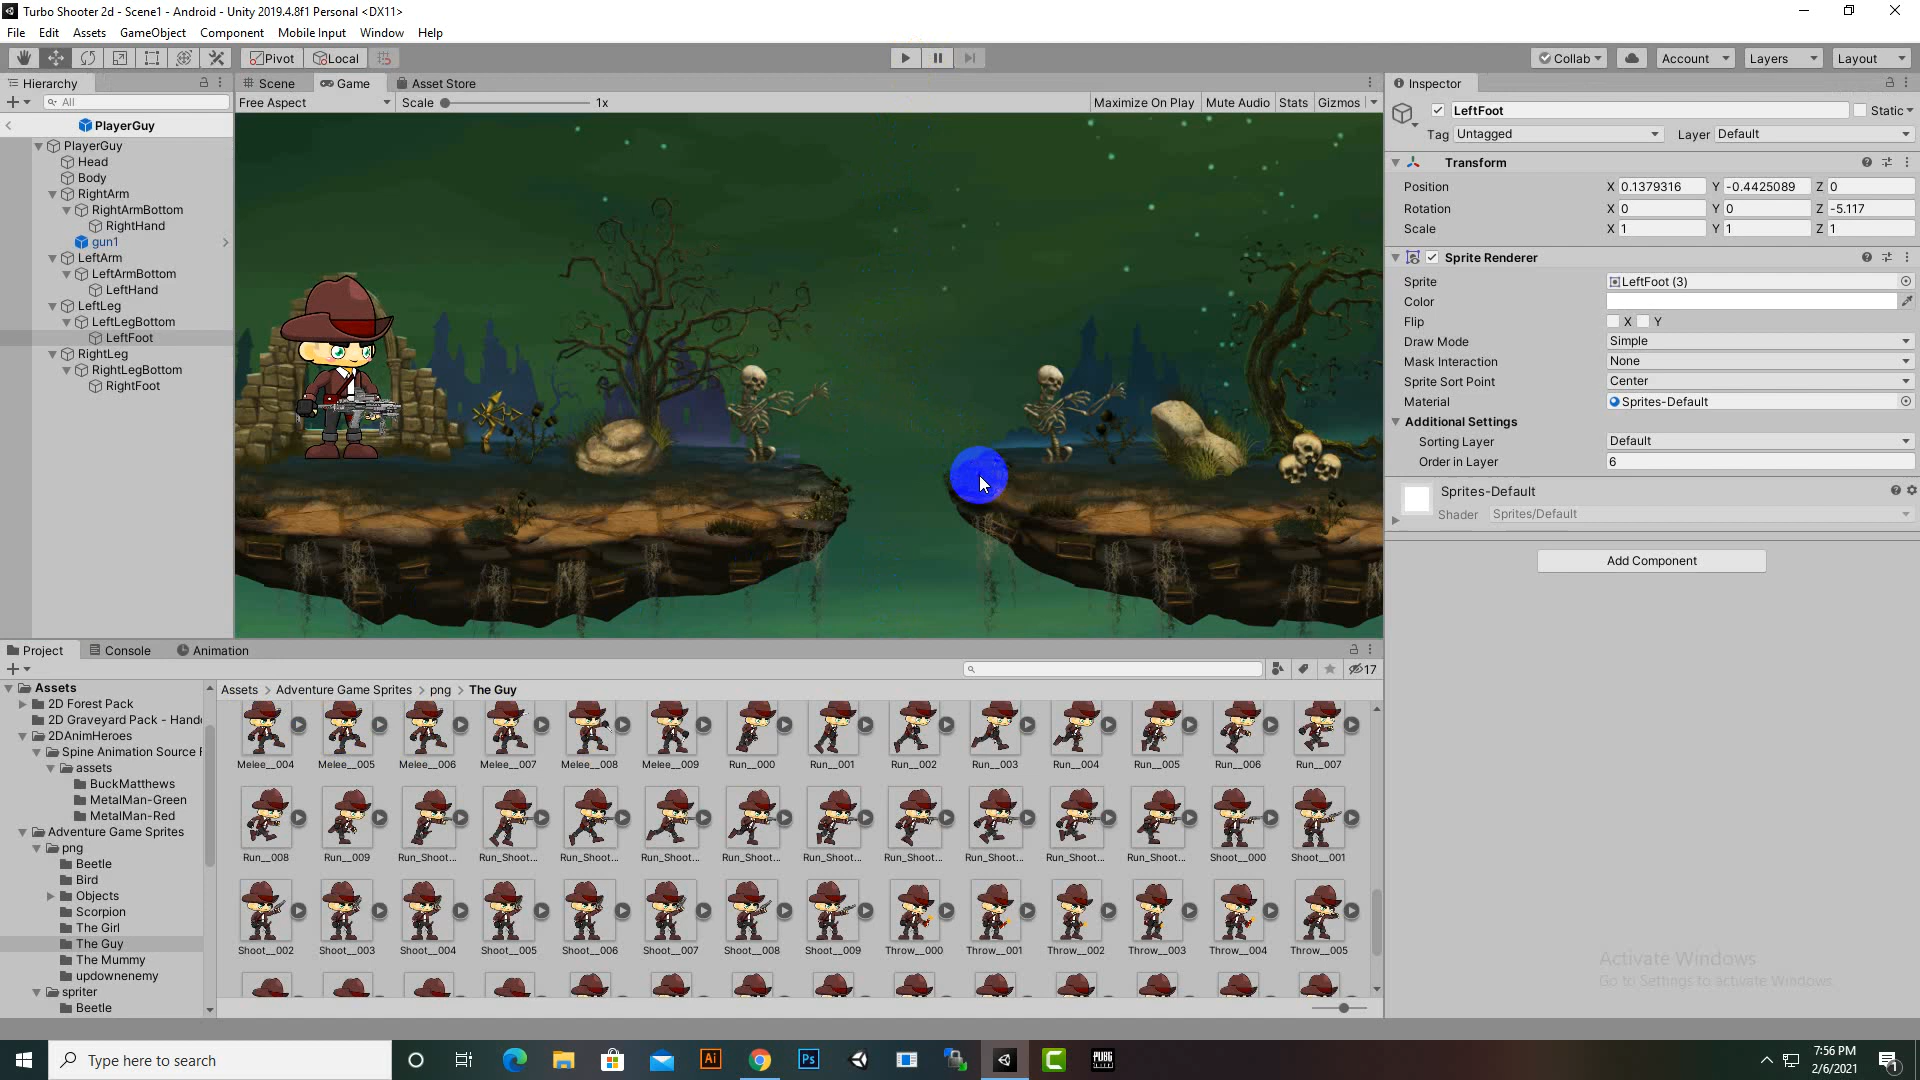 Turbo Shooter 2d - Scene1 - Android - Unity 2019.4.8f1 Personal <DX11>
File Edit Assets GameObject Component Mobile Input Window Help
Pivot Local Collab Account Layers Layout
Hierarchy
All
PlayerGuy
PlayerGuy
Head
Body
RightArm
RightArmBottom
RightHand
gun1
LeftArm
LeftArmBottom
LeftHand
LeftLeg
LeftLegBottom
LeftFoot
RightLeg
RightLegBottom
RightFoot
Scene Game Asset Store
Free Aspect Scale 1x Maximize On Play Mute Audio Stats Gizmos
Inspector
LeftFoot Static
Tag Untagged Layer Default
Transform
Position X 0.1379316 Y -0.4425089 Z 0
Rotation X 0 Y 0 Z -5.117
Scale X 1 Y 1 Z 1
Sprite Renderer
Sprite LeftFoot (3)
Color
Flip X Y
Draw Mode Simple
Mask Interaction None
Sprite Sort Point Center
Material Sprites-Default
Additional Settings
Sorting Layer Default
Order in Layer 6
Sprites-Default
Shader Sprites/Default
Add Component
Project Console Animation
17
Assets
2D Forest Pack
2D Graveyard Pack - Hand
2DAnimHeroes
Spine Animation Source F
assets
BuckMatthews
MetalMan-Green
MetalMan-Red
Adventure Game Sprites
png
Beetle
Bird
Objects
Scorpion
The Girl
The Guy
The Mummy
updownenemy
spriter
Beetle
Assets > Adventure Game Sprites > png > The Guy
Melee__004 Melee__005 Melee__006 Melee__007 Melee__008 Melee__009 Run__000 Run__001 Run__002 Run__003 Run__004 Run__005 Run__006 Run__007
Run__008 Run__009 Run_Shoot... Run_Shoot... Run_Shoot... Run_Shoot... Run_Shoot... Run_Shoot... Run_Shoot... Run_Shoot... Run_Shoot... Run_Shoot... Shoot__000 Shoot__001
Shoot__002 Shoot__003 Shoot__004 Shoot__005 Shoot__006 Shoot__007 Shoot__008 Shoot__009 Throw__000 Throw__001 Throw__002 Throw__003 Throw__004 Throw__005
Activate Windows
Go to Settings to activate Windows.
Type here to search
Ai
Ps
PUBG
7:56 PM
2/6/2021
1